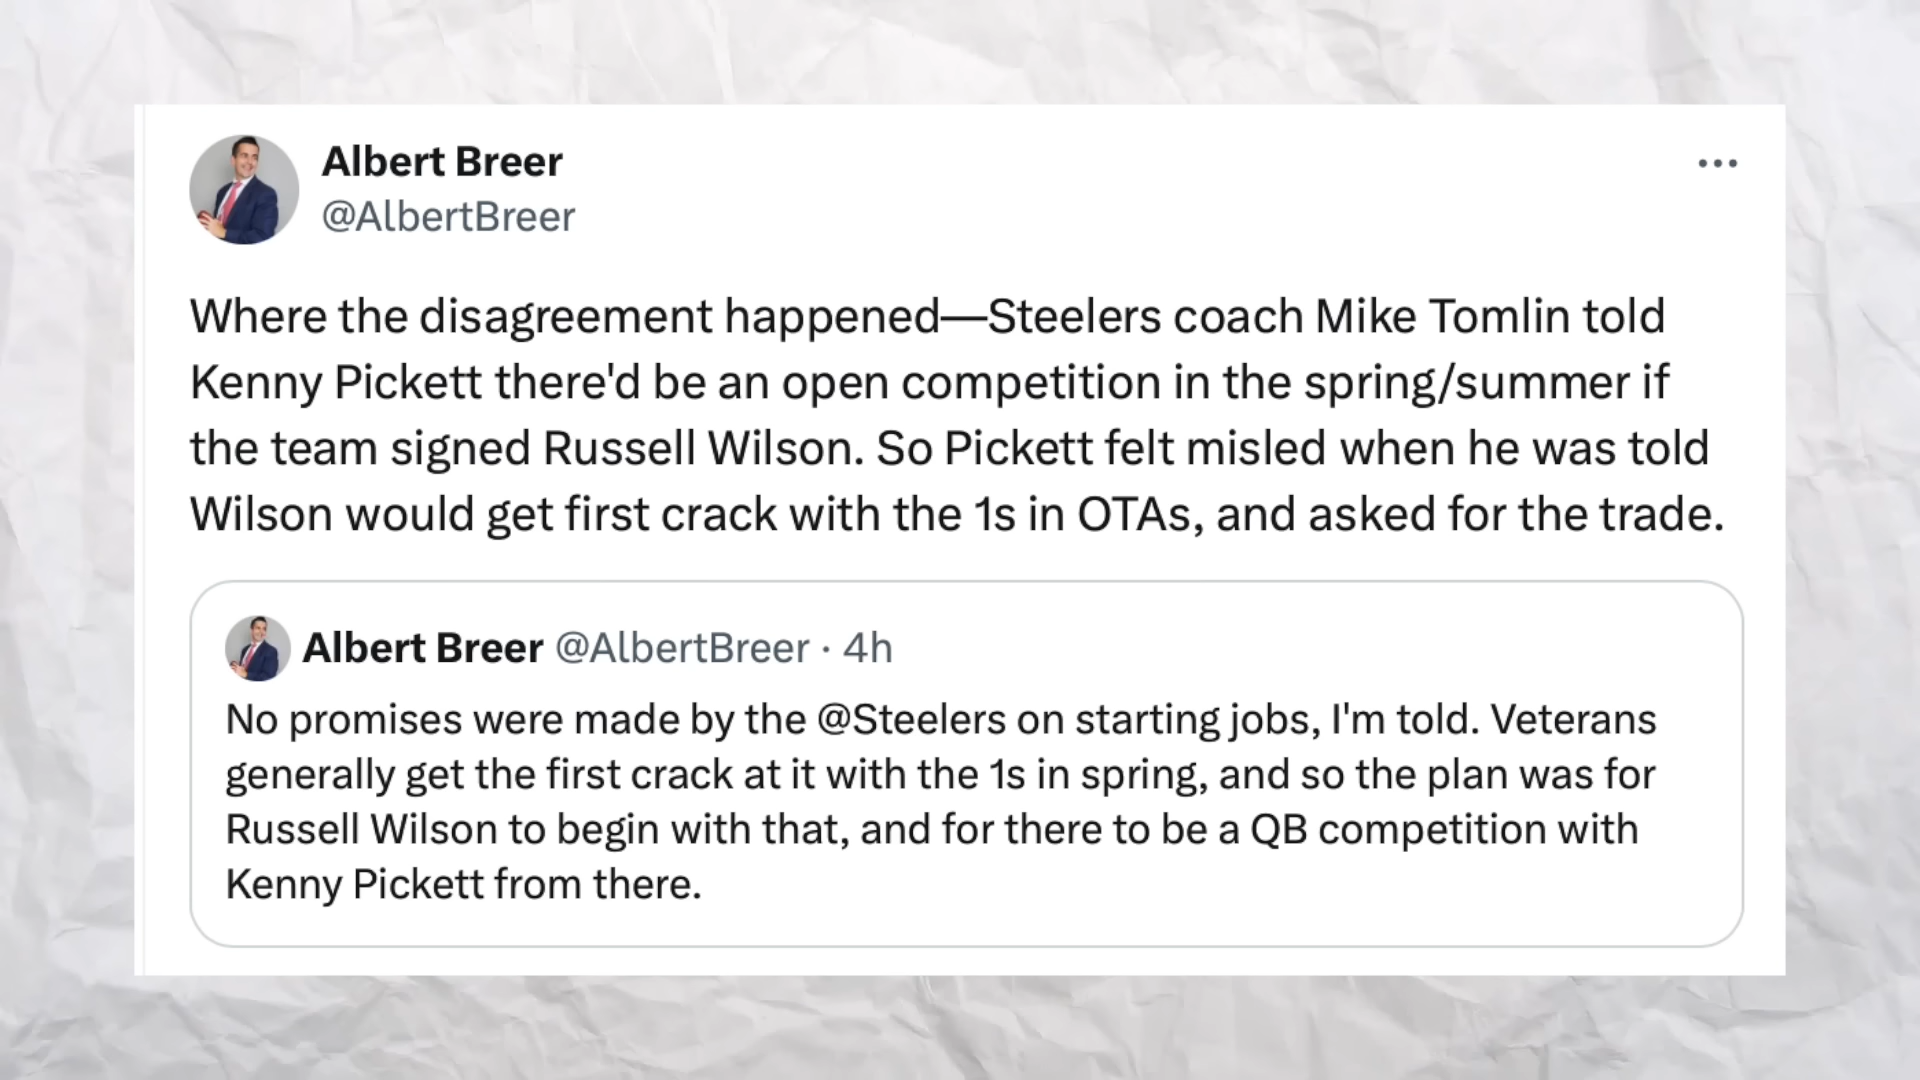 Albert Breer
@AlbertBreer
Where the disagreement happened—Steelers coach Mike Tomlin told
Kenny Pickett there'd be an open competition in the spring/summer if
the team signed Russell Wilson. So Pickett felt misled when he was told
Wilson would get first crack with the 1s in OTAs, and asked for the trade.
Albert Breer @AlbertBreer · 4h
No promises were made by the @Steelers on starting jobs, I'm told. Veterans
generally get the first crack at it with the 1s in spring, and so the plan was for
Russell Wilson to begin with that, and for there to be a QB competition with
Kenny Pickett from there.